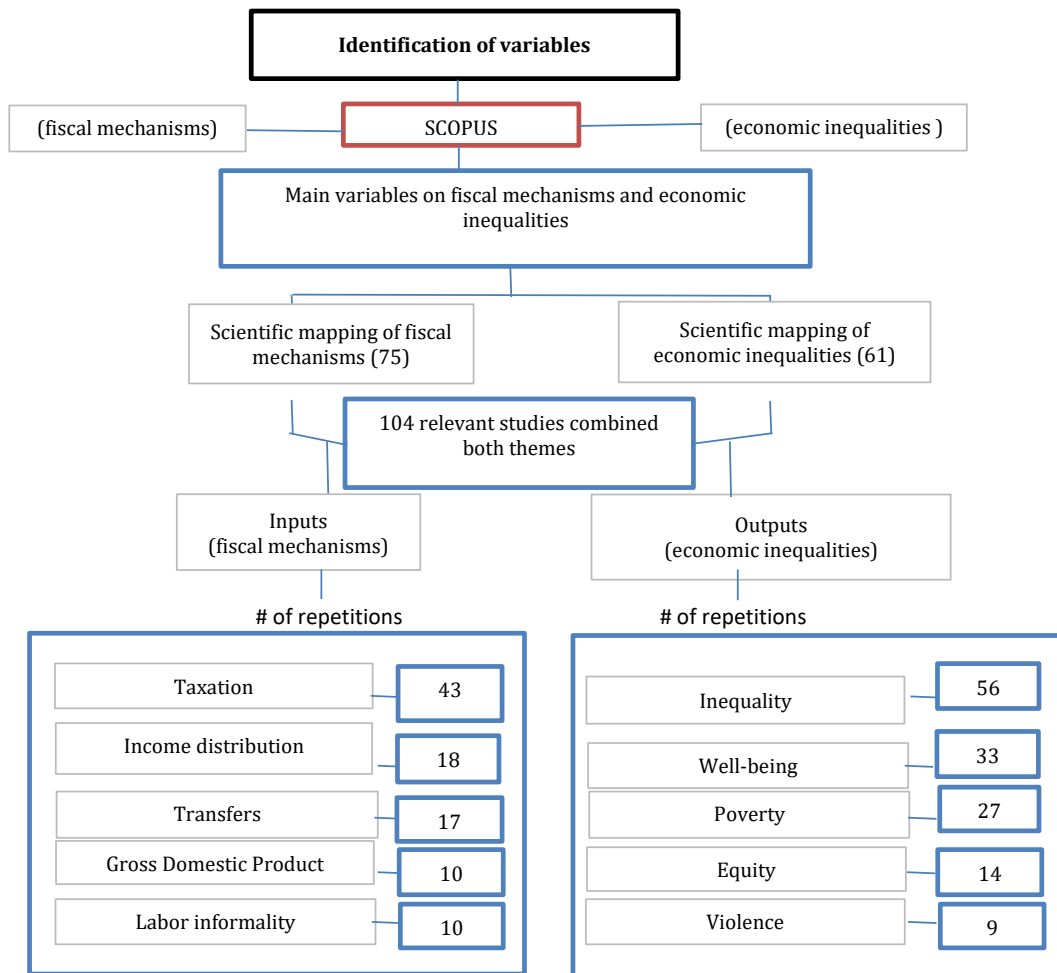 Identification of variables
(fiscal mechanisms)
SCOPUS
(economic inequalities )
Main variables on fiscal mechanisms and economic
inequalities
Scientific mapping of fiscal
mechanisms (75)
Scientific mapping of
economic inequalities (61)
104 relevant studies combined
both themes
Inputs
(fiscal mechanisms)
Outputs
(economic inequalities)
# of repetitions
# of repetitions
Taxation
43
Income distribution
18
Transfers
17
Gross Domestic Product
10
Labor informality
10
Inequality
56
Well-being
33
Poverty
27
Equity
14
Violence
9